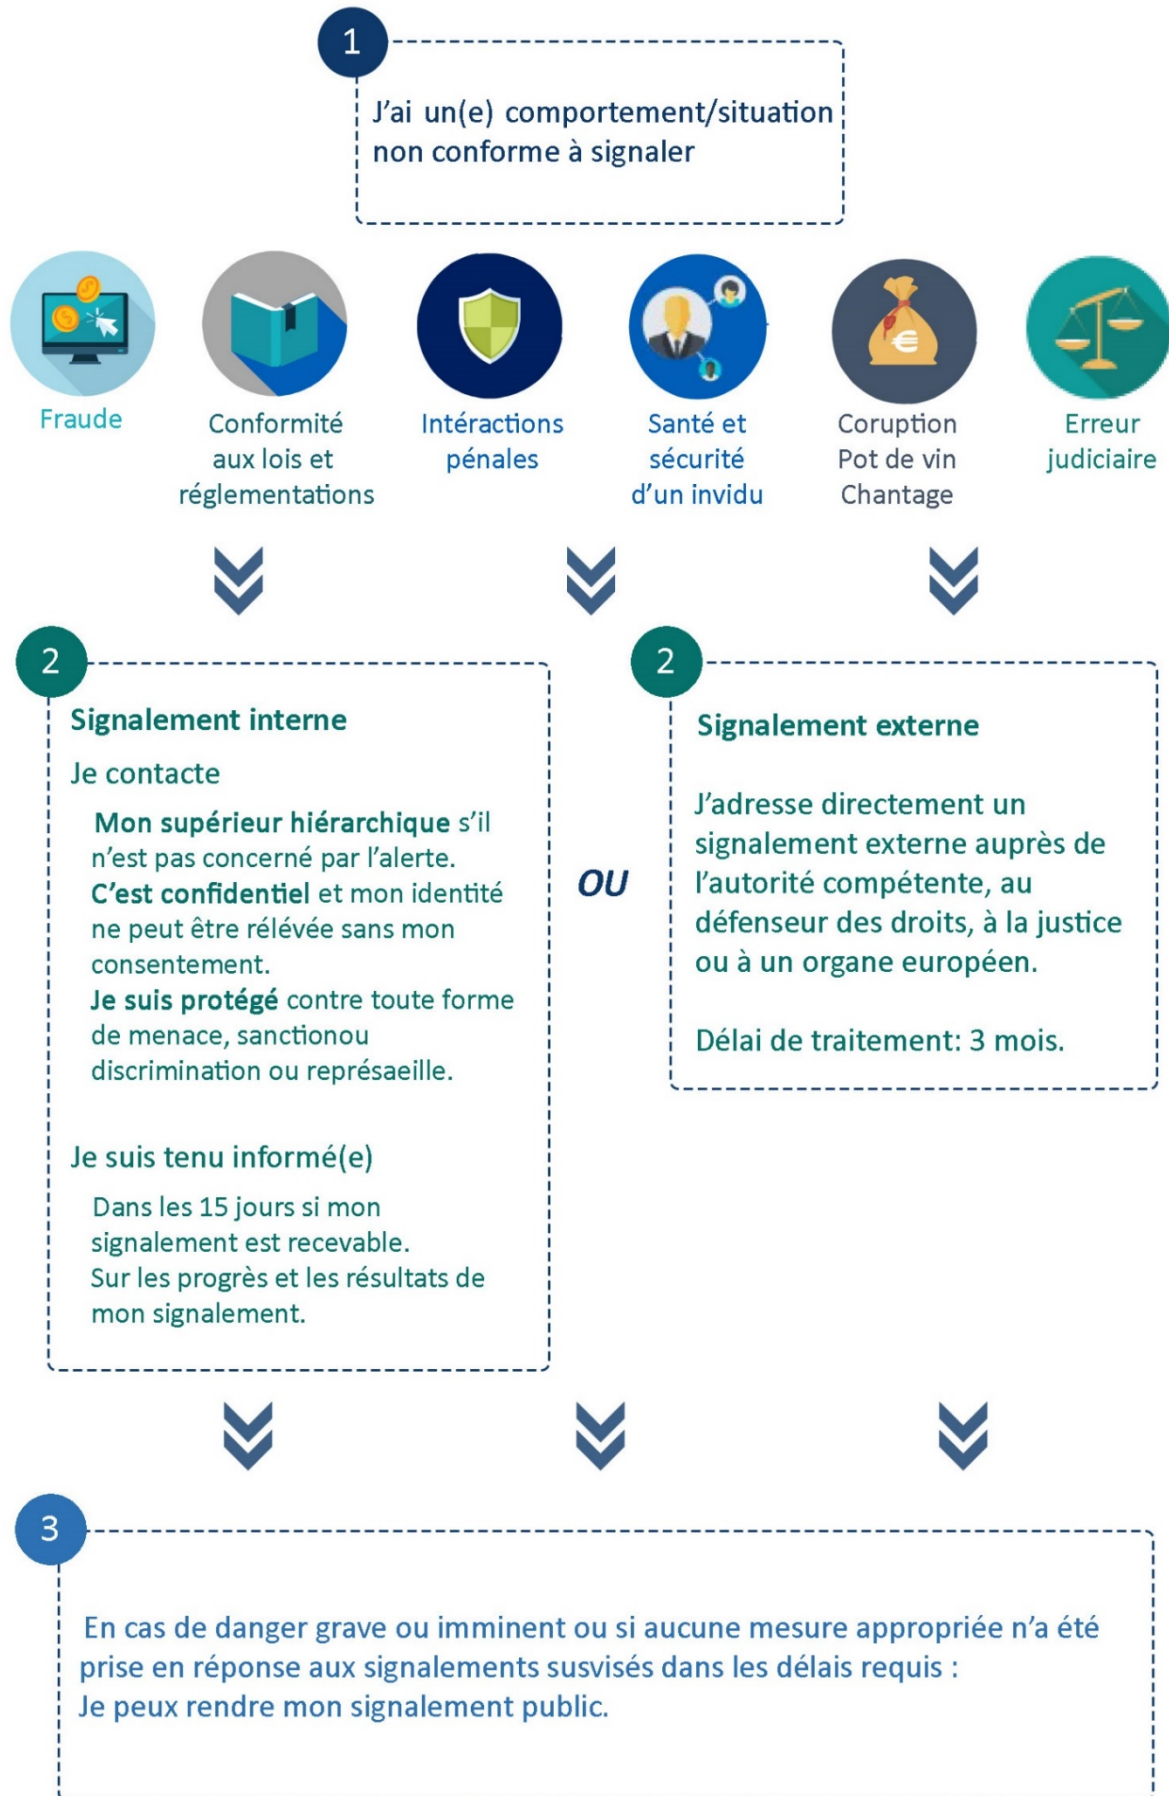 1
J'ai un(e) comportement/situation
non conforme à signaler
Fraude
Conformité
aux lois et
réglementations
Intéractions
pénales
Santé et
sécurité
d'un invidu
€
Coruption
Pot de vin
Chantage
Erreur
judiciaire
2
Signalement interne
Je contacte
Mon supérieur hiérarchique s'il
n'est pas concerné par l'alerte.
C'est confidentiel et mon identité
ne peut être rélévée sans mon
consentement.
Je suis protégé contre toute forme
de menace, sanctionou
discrimination ou représaeille.
Je suis tenu informé(e)
Dans les 15 jours si mon
signalement est recevable.
Sur les progrès et les résultats de
mon signalement.
OU
2
Signalement externe
J'adresse directement un
signalement externe auprès de
l'autorité compétente, au
défenseur des droits, à la justice
ou à un organe européen.
Délai de traitement: 3 mois.
3
En cas de danger grave ou imminent ou si aucune mesure appropriée n'a été
prise en réponse aux signalements susvisés dans les délais requis :
Je peux rendre mon signalement public.